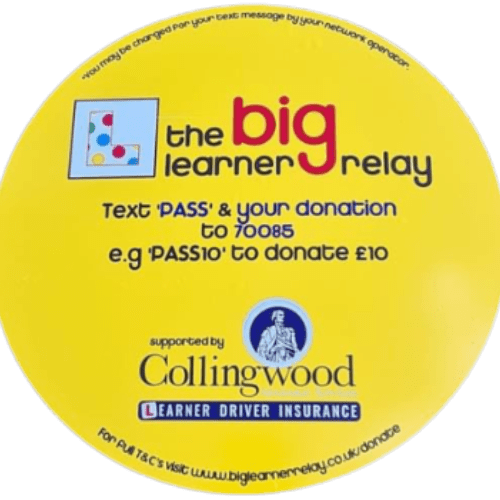 *You may be charged for your text message by your network operator.
the big
learner relay
Text 'PASS' & your donation
to 70085
e.g 'PASS10' to donate £10
supported by
Collingwood
LEARNER DRIVER INSURANCE
For Full T&C's visit www.biglearnerrelay.co.uk/donate